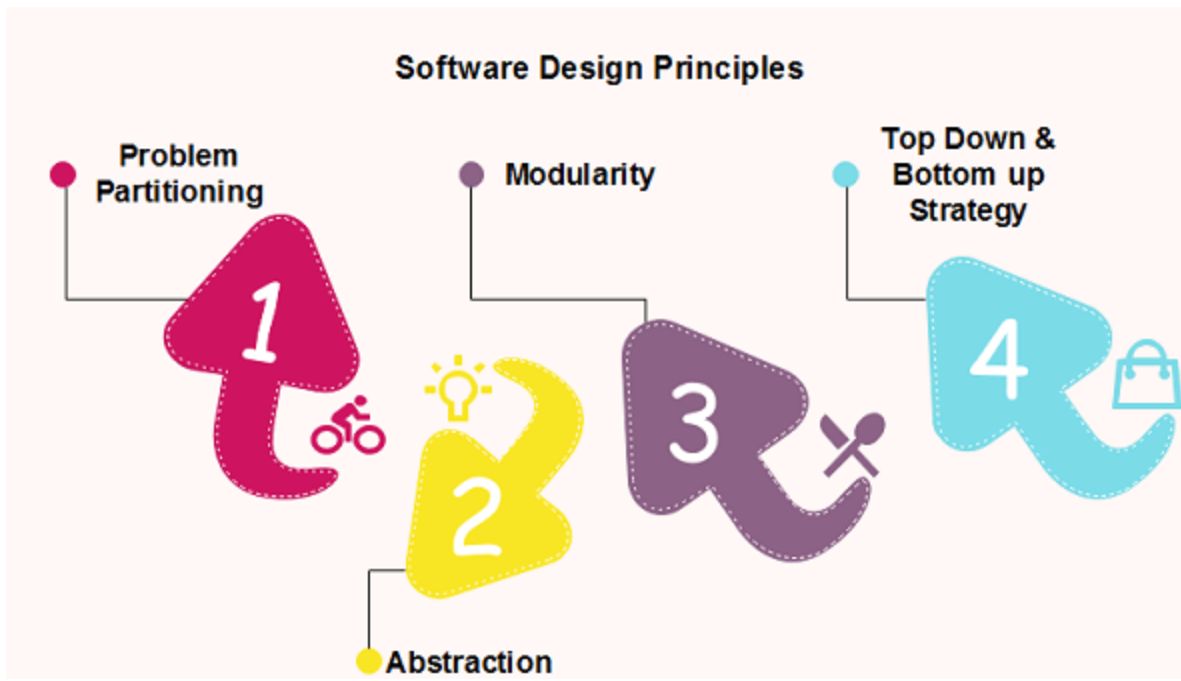 Software Design Principles
Problem
Partitioning
1
2
Abstraction
Modularity
3
Top Down &
Bottom up
Strategy
4